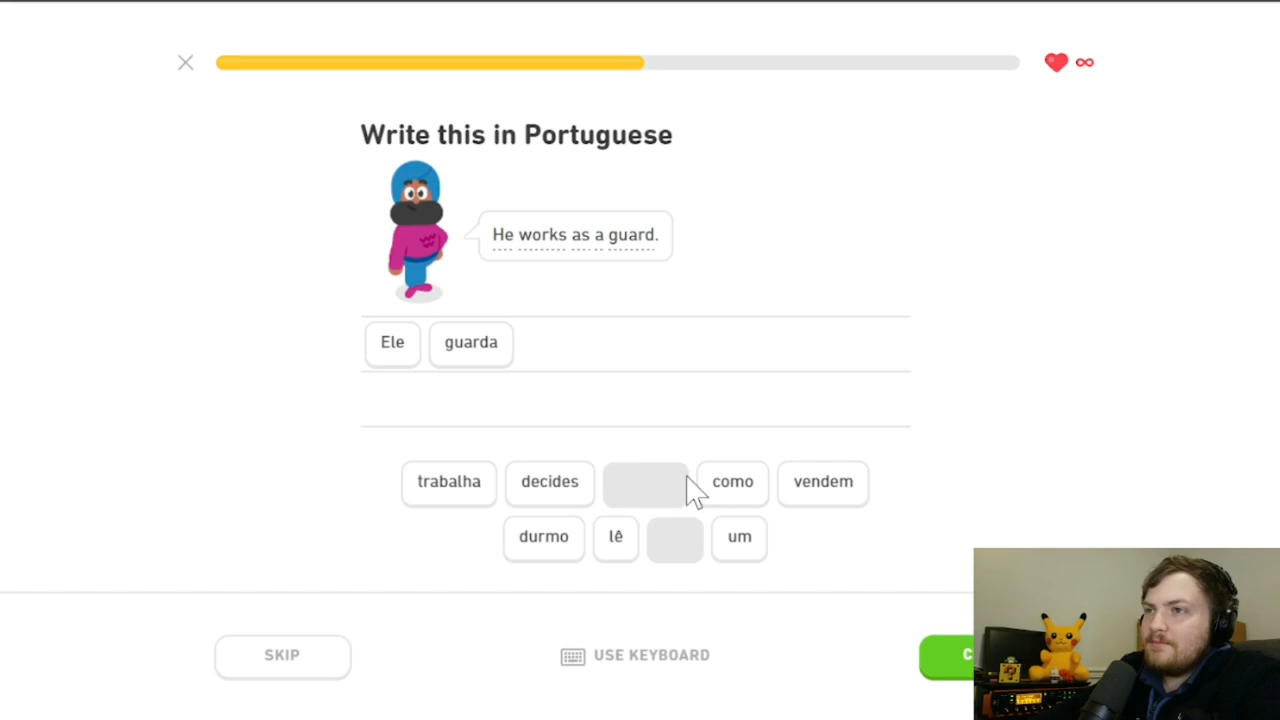 ∞
Write this in Portuguese
He works as a guard.
Ele guarda
trabalha decides como vendem
durmo lê um
SKIP USE KEYBOARD C